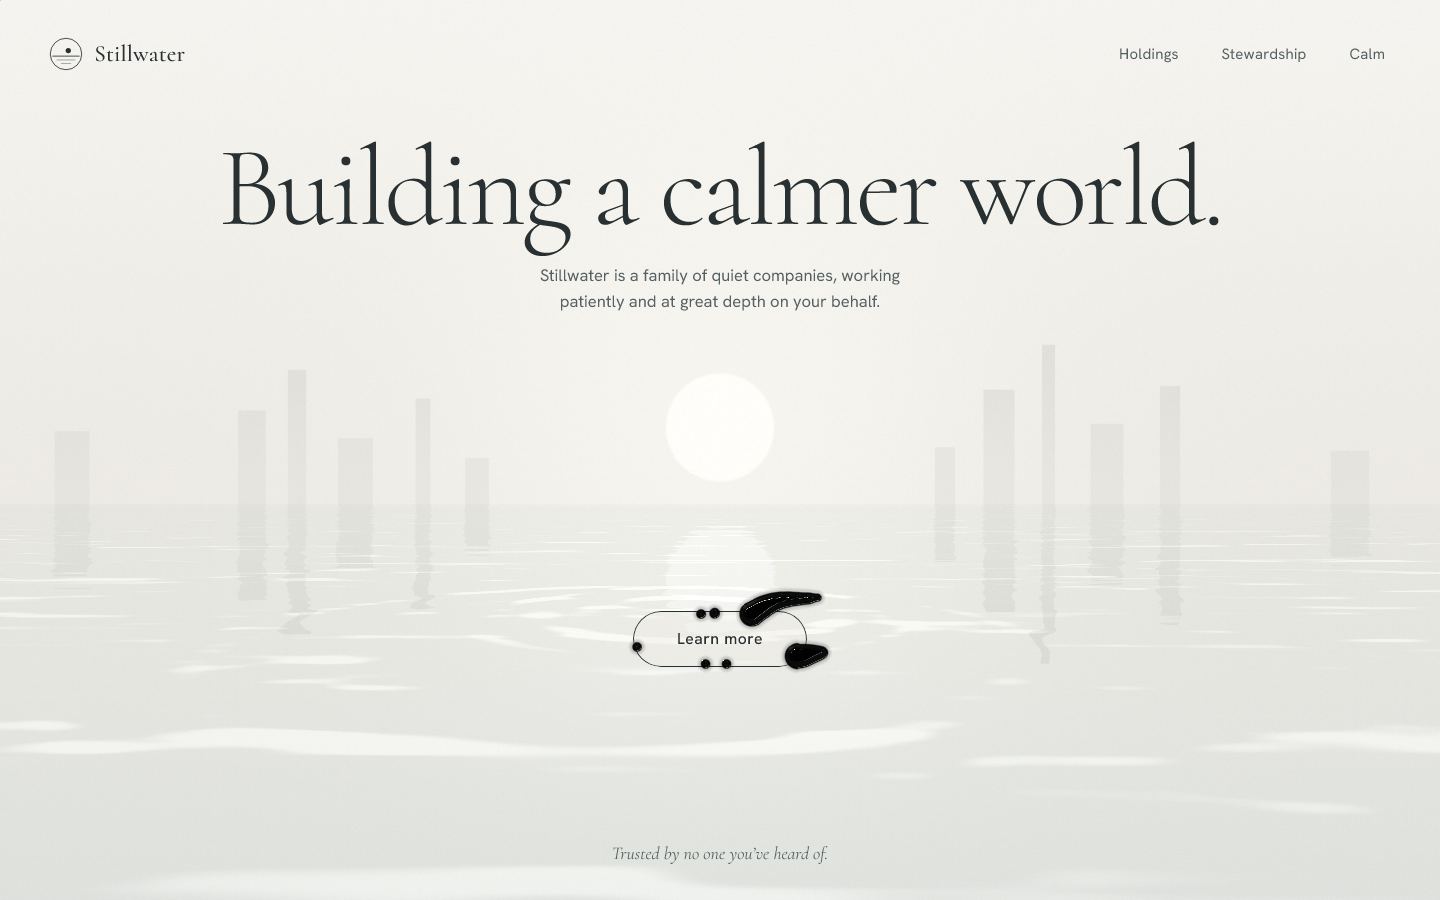 Stillwater
Holdings
Stewardship
Calm
Building a calmer world.
Stillwater is a family of quiet companies, working
patiently and at great depth on your behalf.
Learn more
Trusted by no one you’ve heard of.